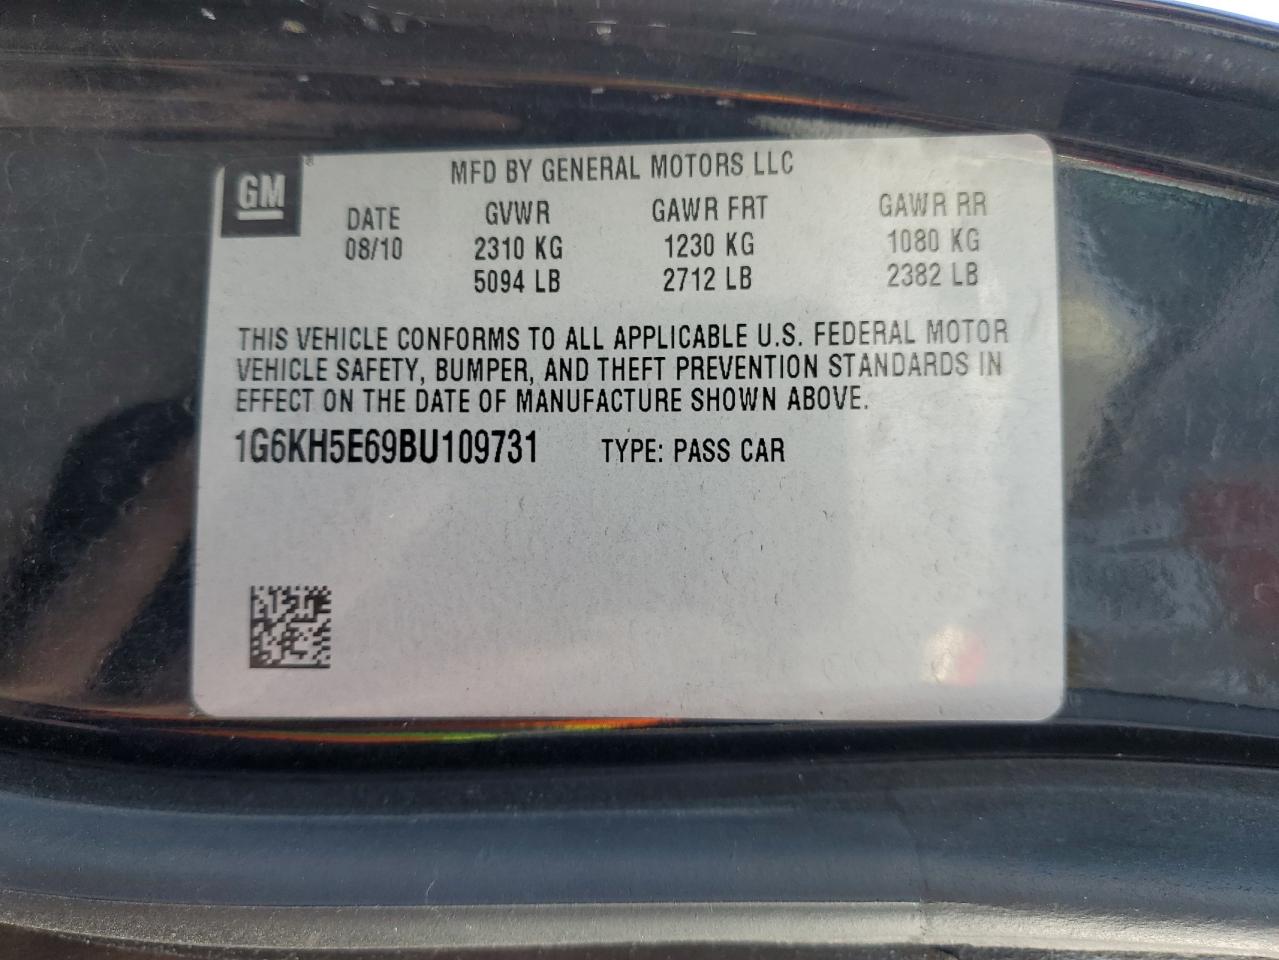 GM ®
MFD BY GENERAL MOTORS LLC
DATE GVWR GAWR FRT GAWR RR
08/10 2310 KG 1230 KG 1080 KG
5094 LB 2712 LB 2382 LB
THIS VEHICLE CONFORMS TO ALL APPLICABLE U.S. FEDERAL MOTOR
VEHICLE SAFETY, BUMPER, AND THEFT PREVENTION STANDARDS IN
EFFECT ON THE DATE OF MANUFACTURE SHOWN ABOVE.
1G6KH5E69BU109731 TYPE: PASS CAR